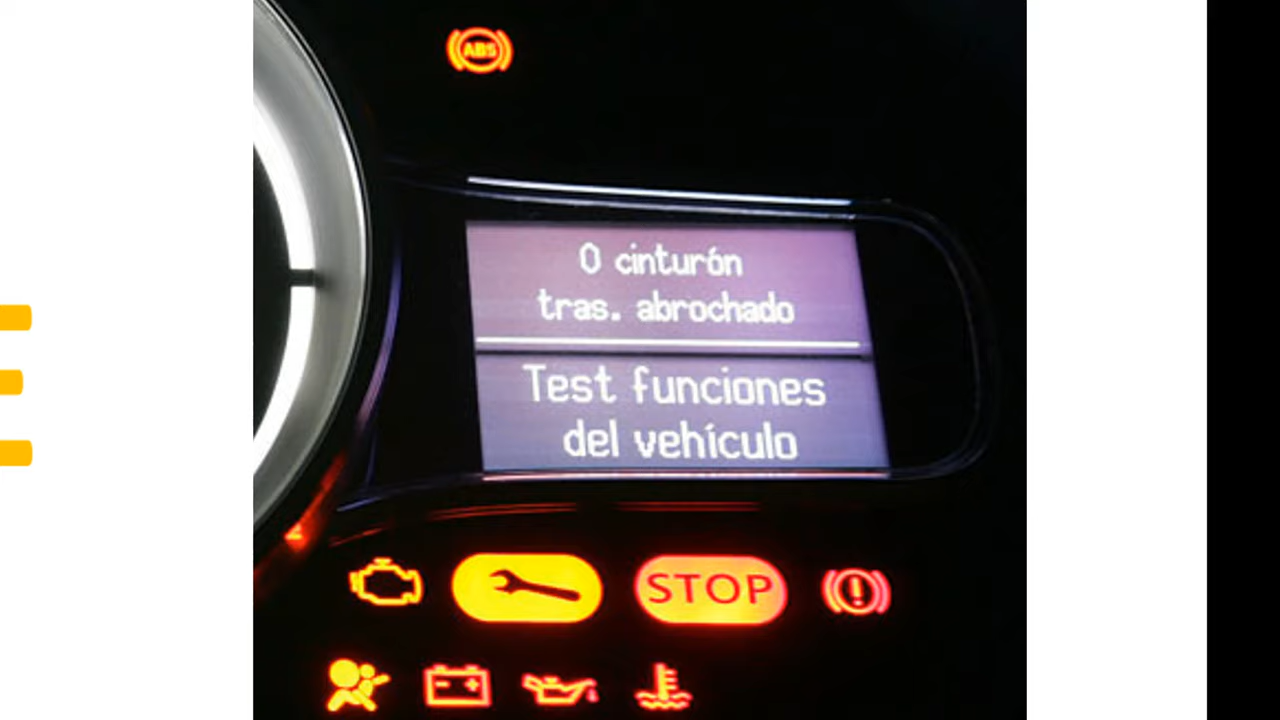 ABS
0 cinturón
tras. abrochado
Test funciones
del vehículo
STOP